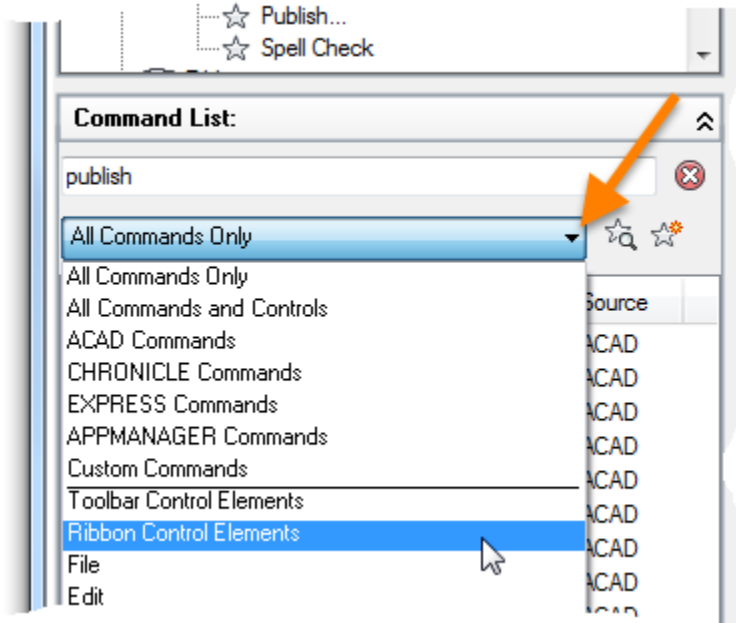 Publish...
Spell Check
Command List:
publish
All Commands Only
All Commands Only
All Commands and Controls
Source
ACAD Commands
ACAD
CHRONICLE Commands
ACAD
EXPRESS Commands
ACAD
APPMANAGER Commands
ACAD
Custom Commands
ACAD
Toolbar Control Elements
ACAD
Ribbon Control Elements
ACAD
File
ACAD
Edit
ACAD